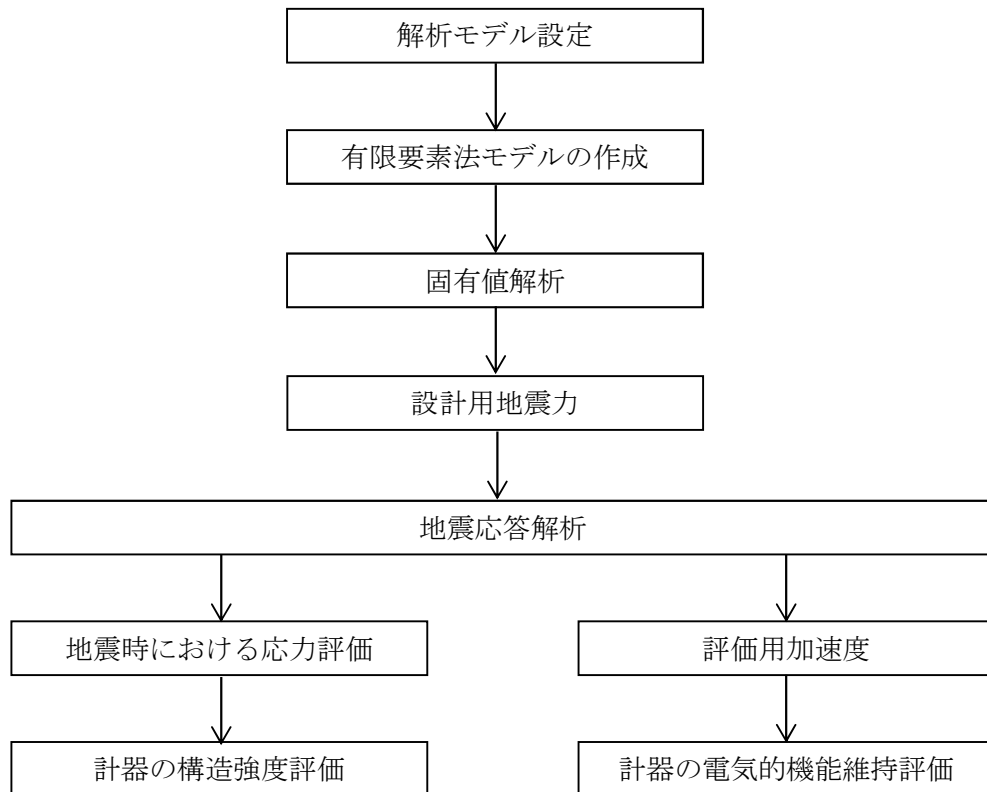 解析モデル設定
有限要素法モデルの作成
固有値解析
設計用地震力
地震応答解析
地震時における応力評価
評価用加速度
計器の構造強度評価
計器の電気的機能維持評価